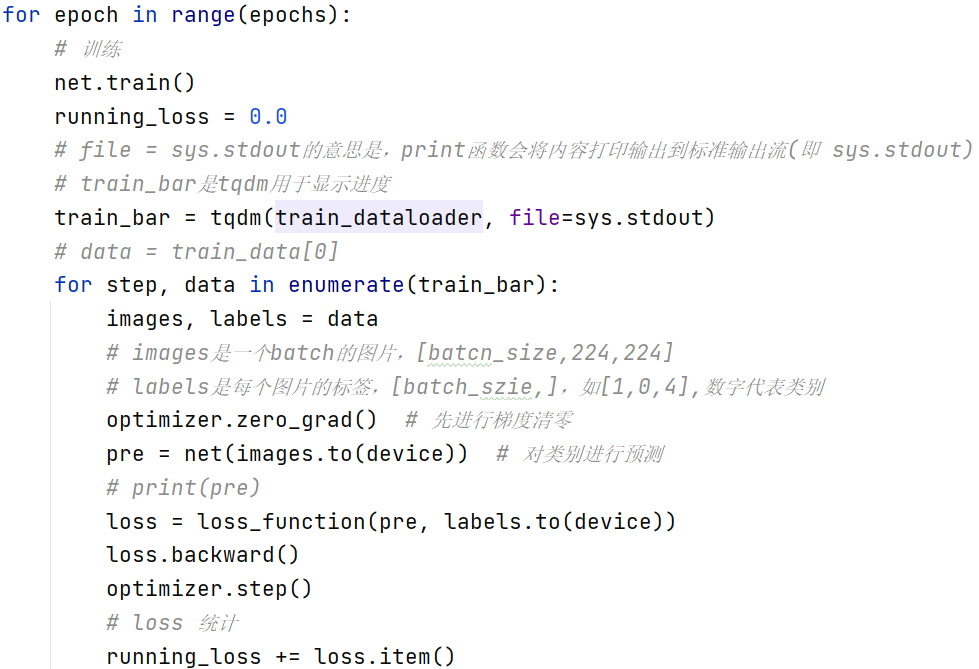 for epoch in range(epochs):
    # 训练
    net.train()
    running_loss = 0.0
    # file = sys.stdout的意思是，print函数会将内容打印输出到标准输出流(即 sys.stdout)
    # train_bar是tqdm用于显示进度
    train_bar = tqdm(train_dataloader, file=sys.stdout)
    # data = train_data[0]
    for step, data in enumerate(train_bar):
        images, labels = data
        # images是一个batch的图片，[batcn_size,224,224]
        # labels是每个图片的标签，[batch_szie,]，如[1,0,4],数字代表类别
        optimizer.zero_grad()  # 先进行梯度清零
        pre = net(images.to(device))  # 对类别进行预测
        # print(pre)
        loss = loss_function(pre, labels.to(device))
        loss.backward()
        optimizer.step()
        # loss 统计
        running_loss += loss.item()